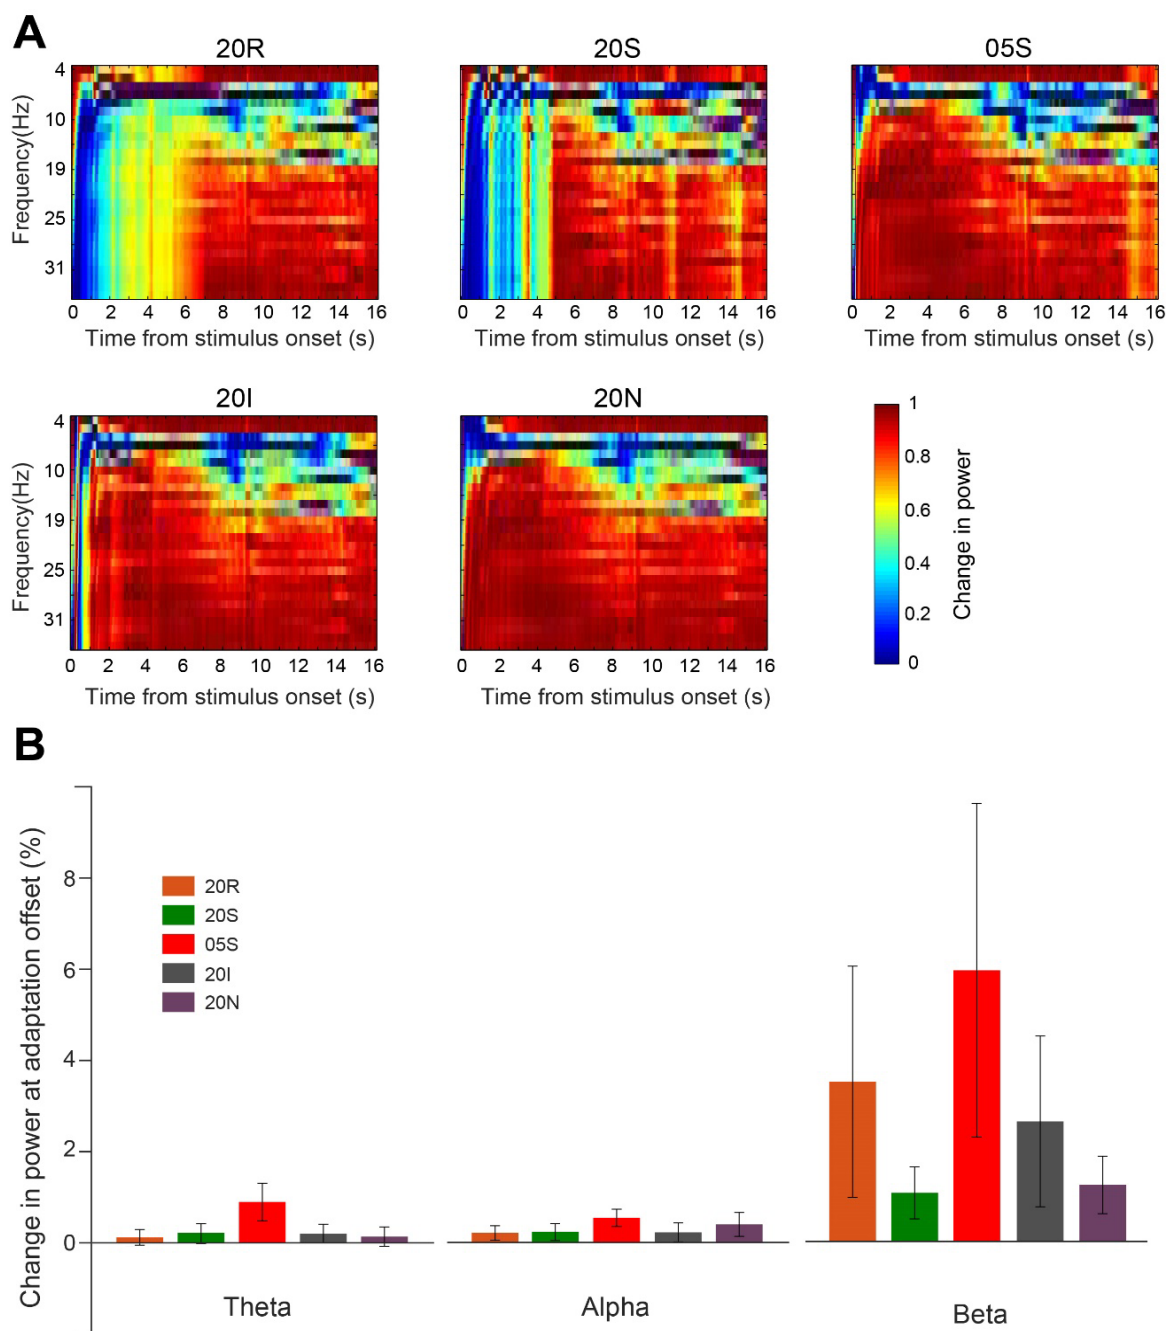 A
20R
20S
05S
Frequency(Hz)
4
10
19
25
31
0 2 4 6 8 10 12 14 16
0 2 4 6 8 10 12 14 16
0 2 4 6 8 10 12 14 16
Time from stimulus onset (s)
Time from stimulus onset (s)
Time from stimulus onset (s)
20I
20N
Frequency(Hz)
4
10
19
25
31
0 2 4 6 8 10 12 14 16
0 2 4 6 8 10 12 14 16
Time from stimulus onset (s)
Time from stimulus onset (s)
1
0.8
0.6
0.4
0.2
0
Change in power
B
Change in power at adaptation offset (%)
8
6
4
2
0
20R
20S
05S
20I
20N
Theta
Alpha
Beta